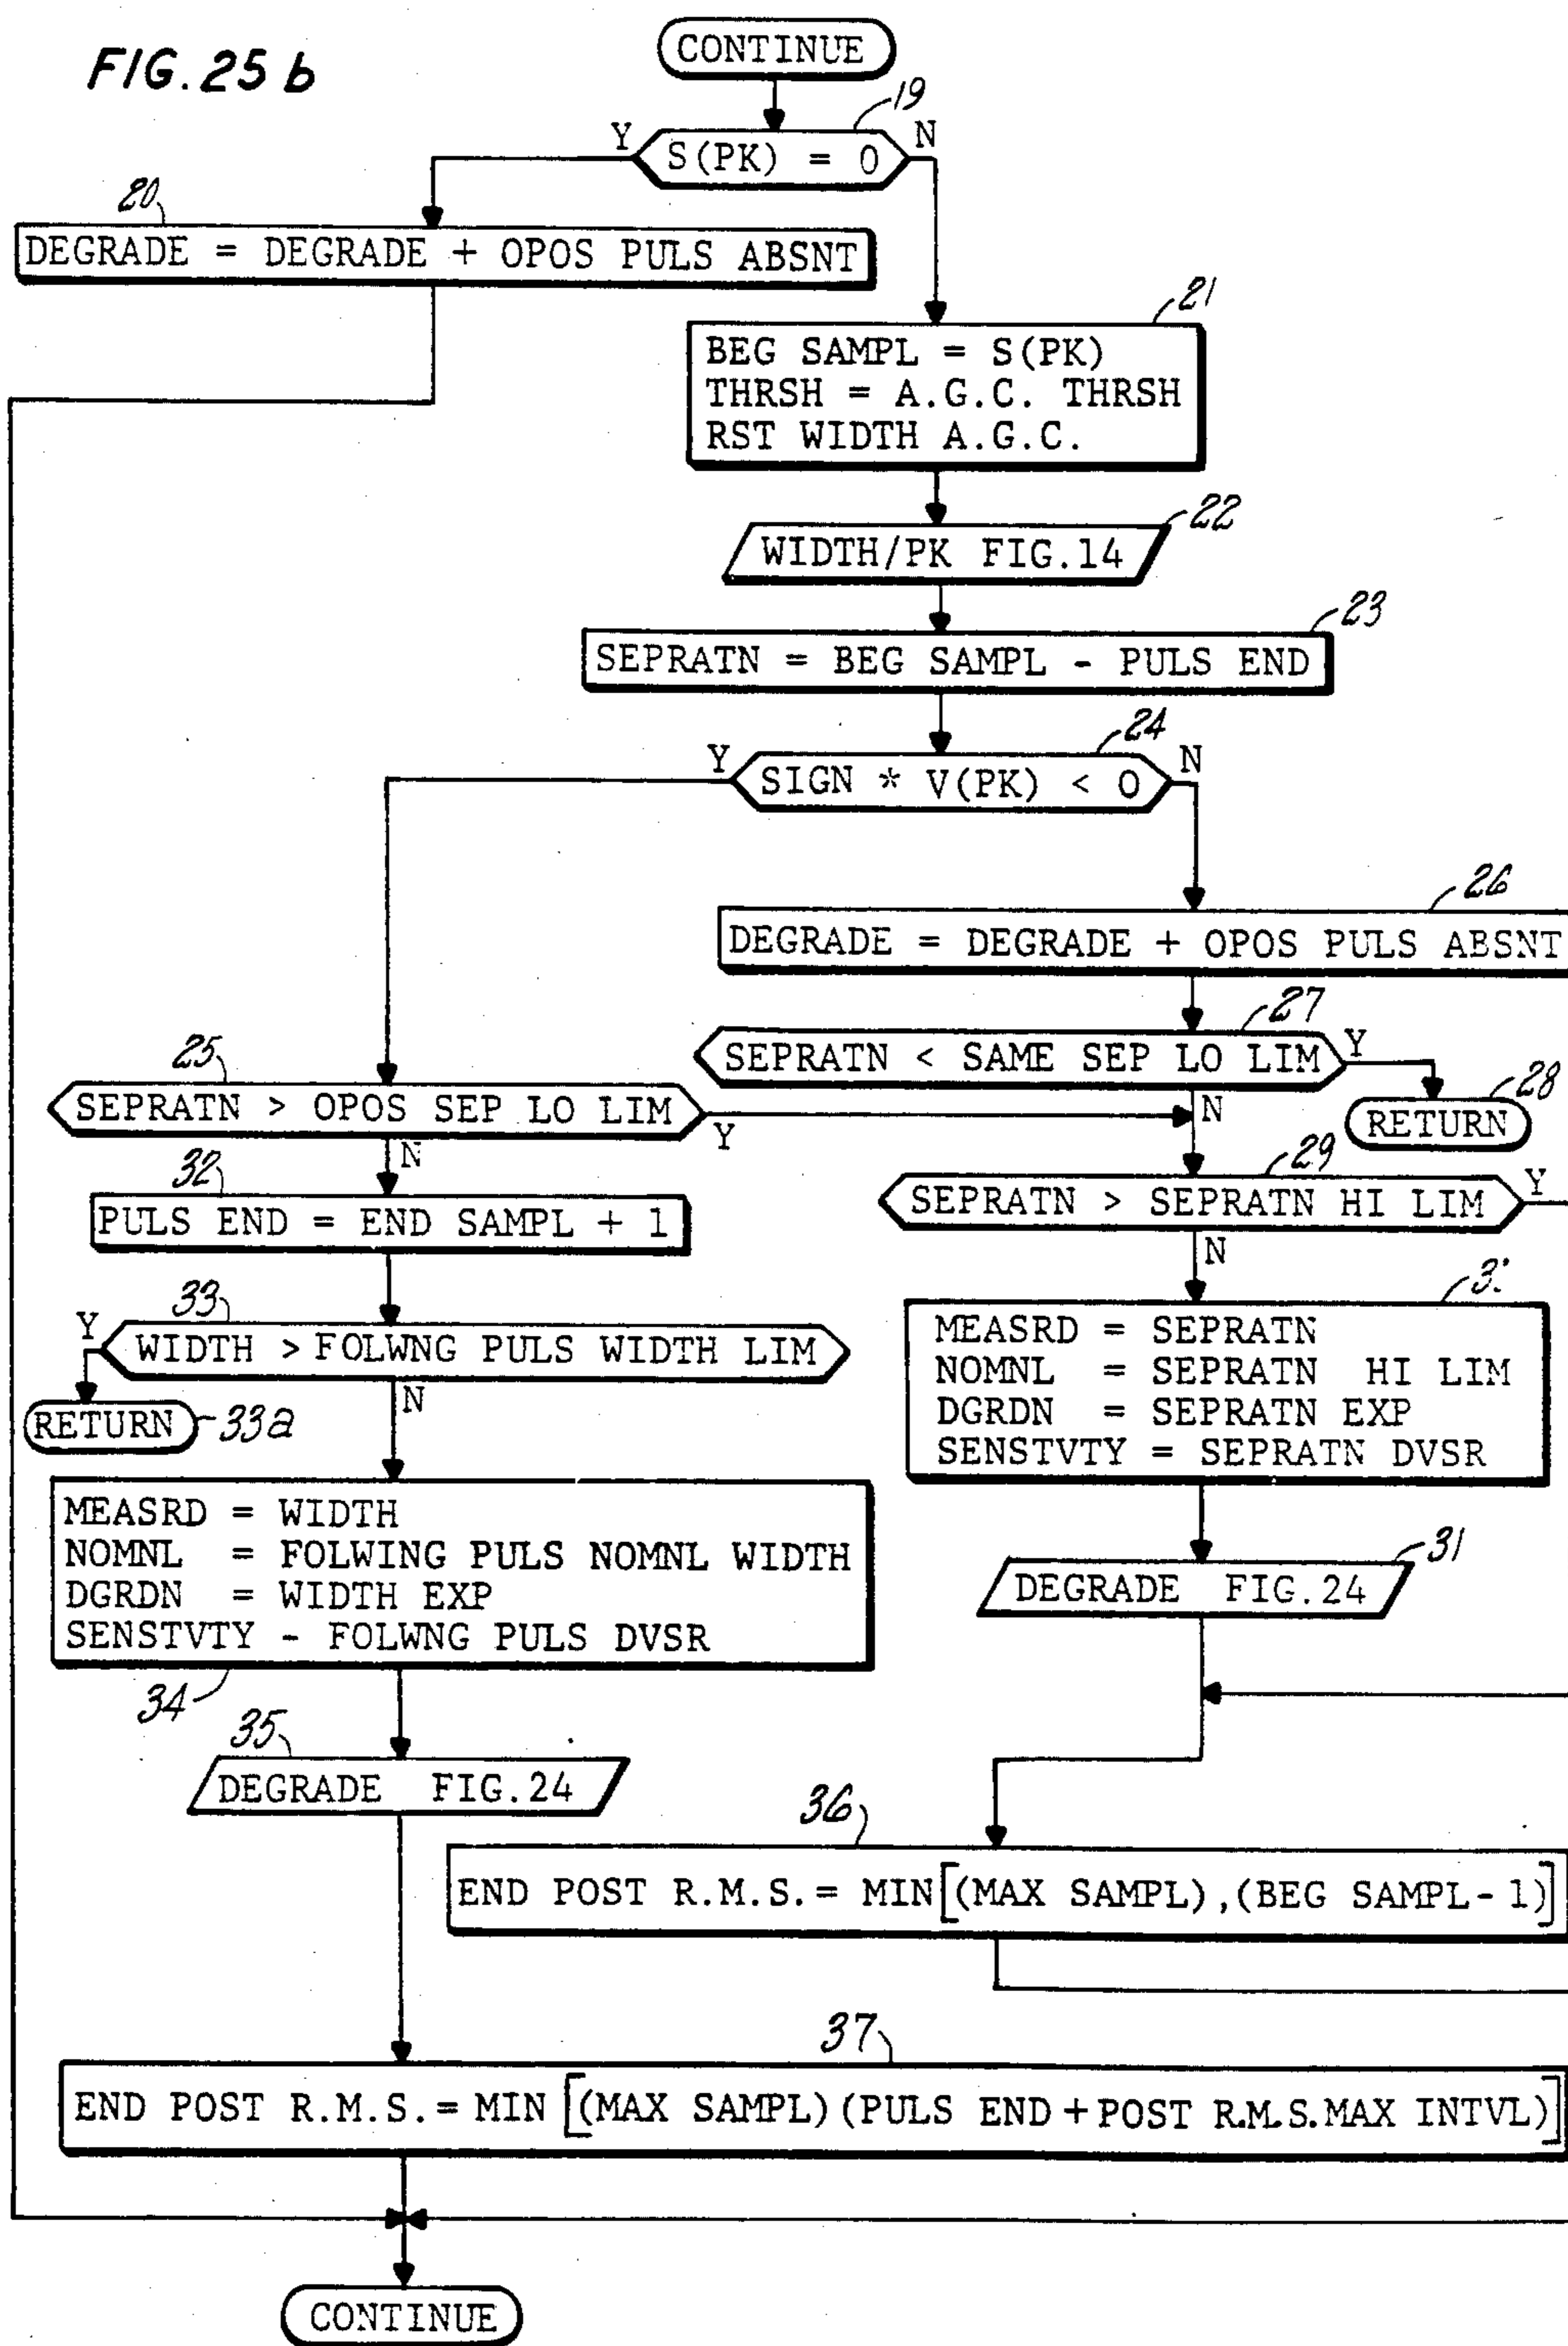 FIG. 25 b
CONTINUE
19
Y
S(PK) = 0
N
20
DEGRADE = DEGRADE + OPOS PULS ABSNT
21
BEG SAMPL = S(PK)
THRSH = A.G.C. THRSH
RST WIDTH A.G.C.
22
WIDTH/PK FIG.14
23
SEPRATN = BEG SAMPL - PULS END
24
Y
SIGN * V(PK) < 0
N
26
DEGRADE = DEGRADE + OPOS PULS ABSNT
27
SEPRATN < SAME SEP LO LIM
Y
25
SEPRATN > OPOS SEP LO LIM
Y
N
N
28
RETURN
29
SEPRATN > SEPRATN HI LIM
Y
N
32
PULS END = END SAMPL + 1
33
Y
WIDTH > FOLWNG PULS WIDTH LIM
N
RETURN
33a
MEASRD = SEPRATN
NOMNL = SEPRATN HI LIM
DGRDN = SEPRATN EXP
SENSTVTY = SEPRATN DVSR
MEASRD = WIDTH
NOMNL = FOLWING PULS NOMNL WIDTH
DGRDN = WIDTH EXP
SENSTVTY - FOLWNG PULS DVSR
34
31
DEGRADE FIG.24
35
DEGRADE FIG.24
36
END POST R.M.S. = MIN[(MAX SAMPL),(BEG SAMPL-1)]
37
END POST R.M.S. = MIN [(MAX SAMPL)(PULS END+POST R.M.S.MAX INTVL)]
CONTINUE